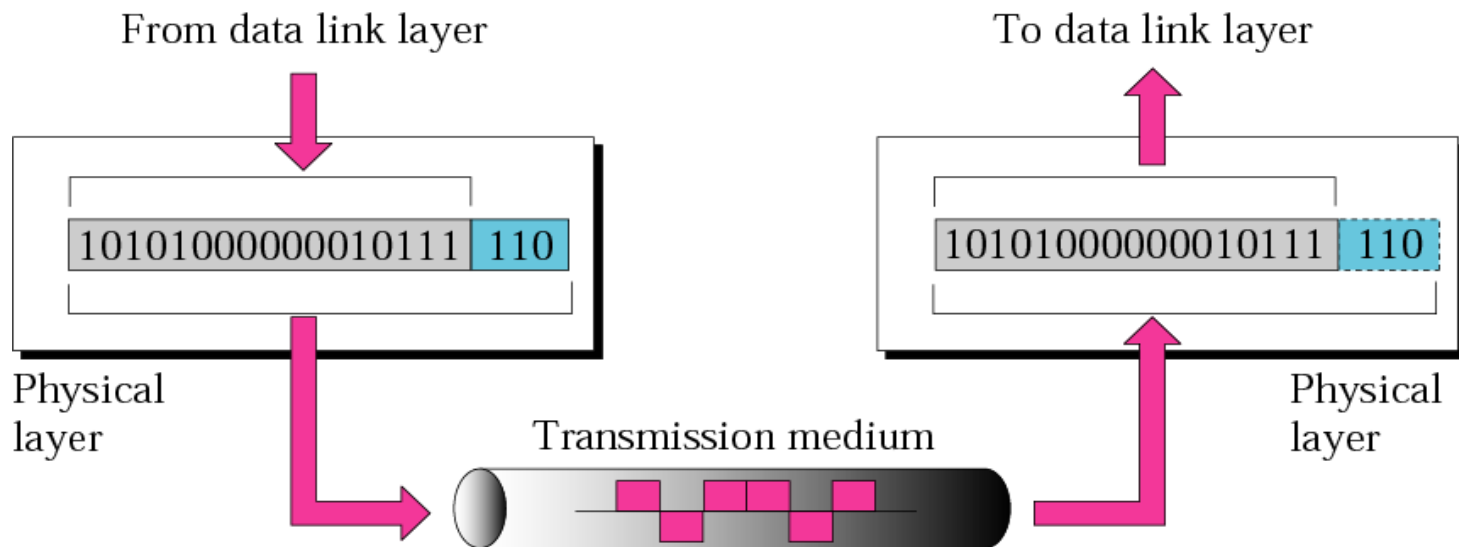 From data link layer
To data link layer
10101000000010111 110
10101000000010111 110
Physical
layer
Physical
layer
Transmission medium